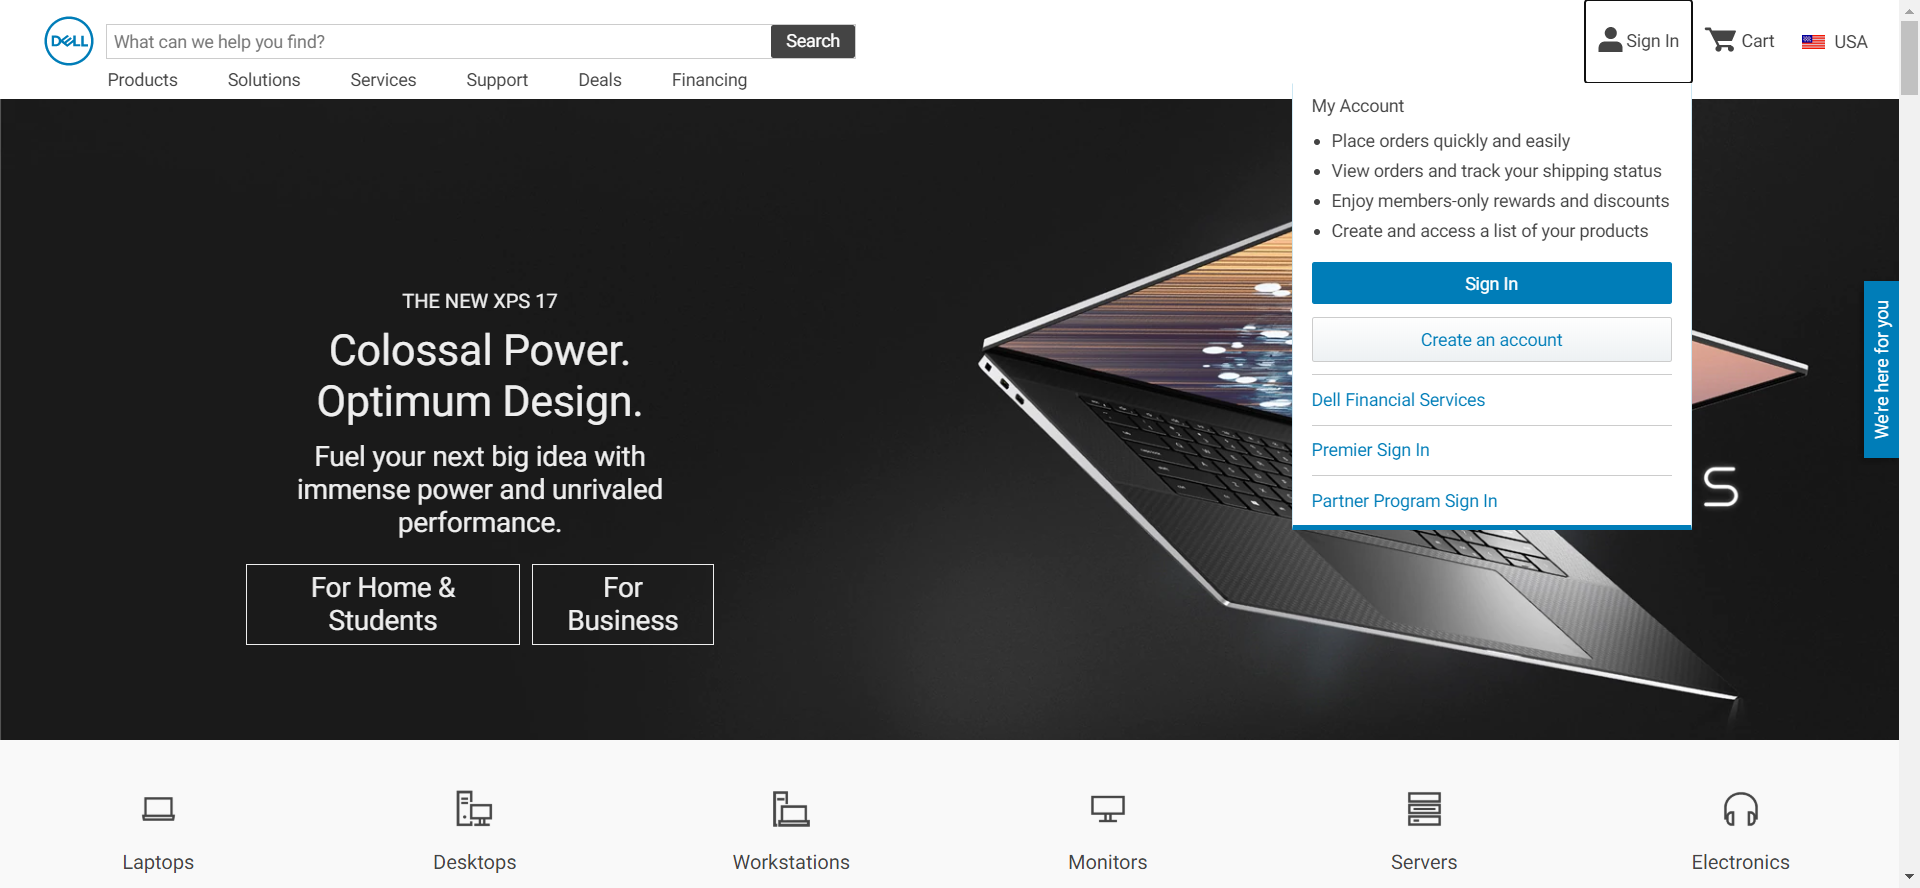 DELL
What can we help you find?
Search
Sign In
Cart
USA
Products
Solutions
Services
Support
Deals
Financing
My Account
Place orders quickly and easily
View orders and track your shipping status
Enjoy members-only rewards and discounts
Create and access a list of your products
Sign In
Create an account
Dell Financial Services
Premier Sign In
Partner Program Sign In
We're here for you
THE NEW XPS 17
Colossal Power.
Optimum Design.
Fuel your next big idea with
immense power and unrivaled
performance.
For Home &
Students
For
Business
S
Laptops
Desktops
Workstations
Monitors
Servers
Electronics